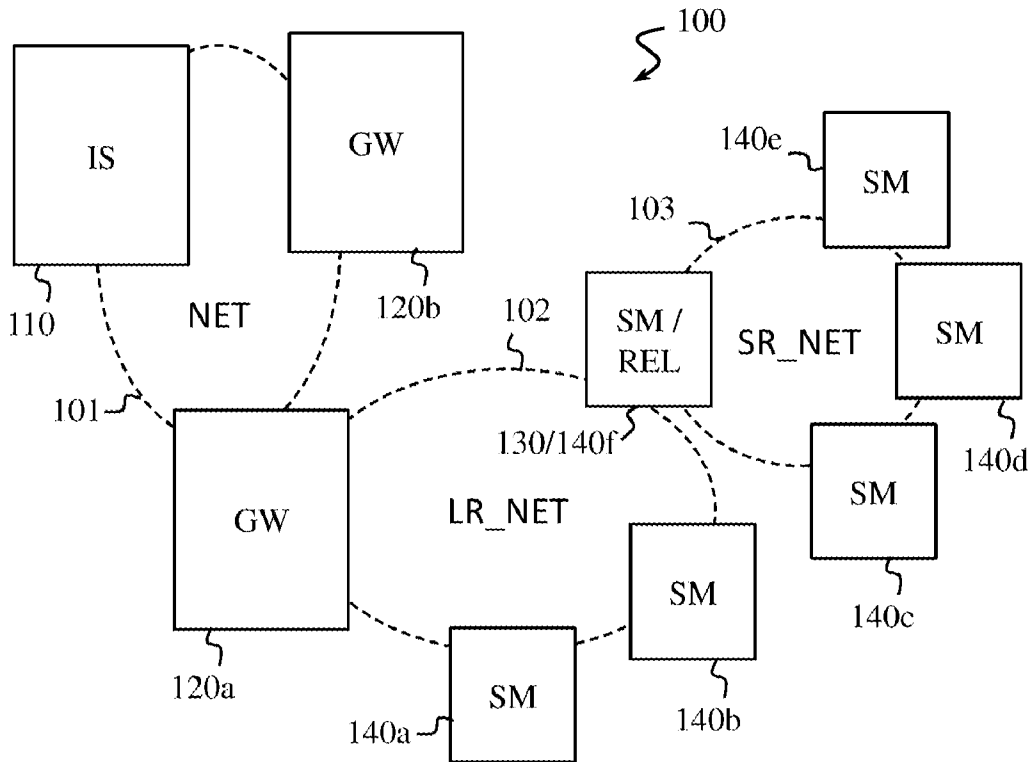 100
IS
GW
140e
SM
103
110
NET
120b
102
SM /
REL
SR_NET
SM
101
130/140f
140d
GW
LR_NET
SM
SM
140c
120a
140a
SM
140b